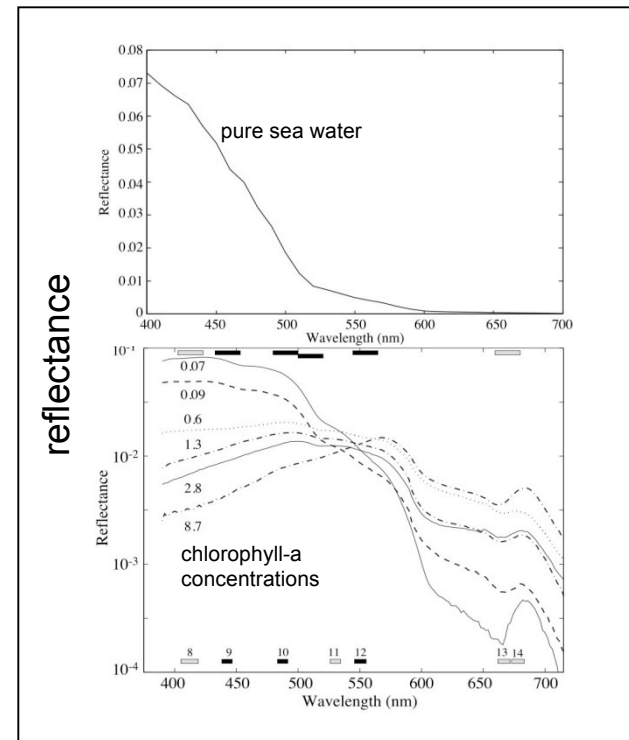 reflectance
0.08
0.07
0.06
0.05
0.04
0.03
0.02
0.01
0
Reflectance
pure sea water
400 450 500 550 600 650 700
Wavelength (nm)
10-1
10-2
10-3
10-4
Reflectance
0.07
0.09
0.6
1.3
2.8
8.7
chlorophyll-a
concentrations
8 9 10 11 12 13 14
400 450 500 550 600 650 700
Wavelength (nm)